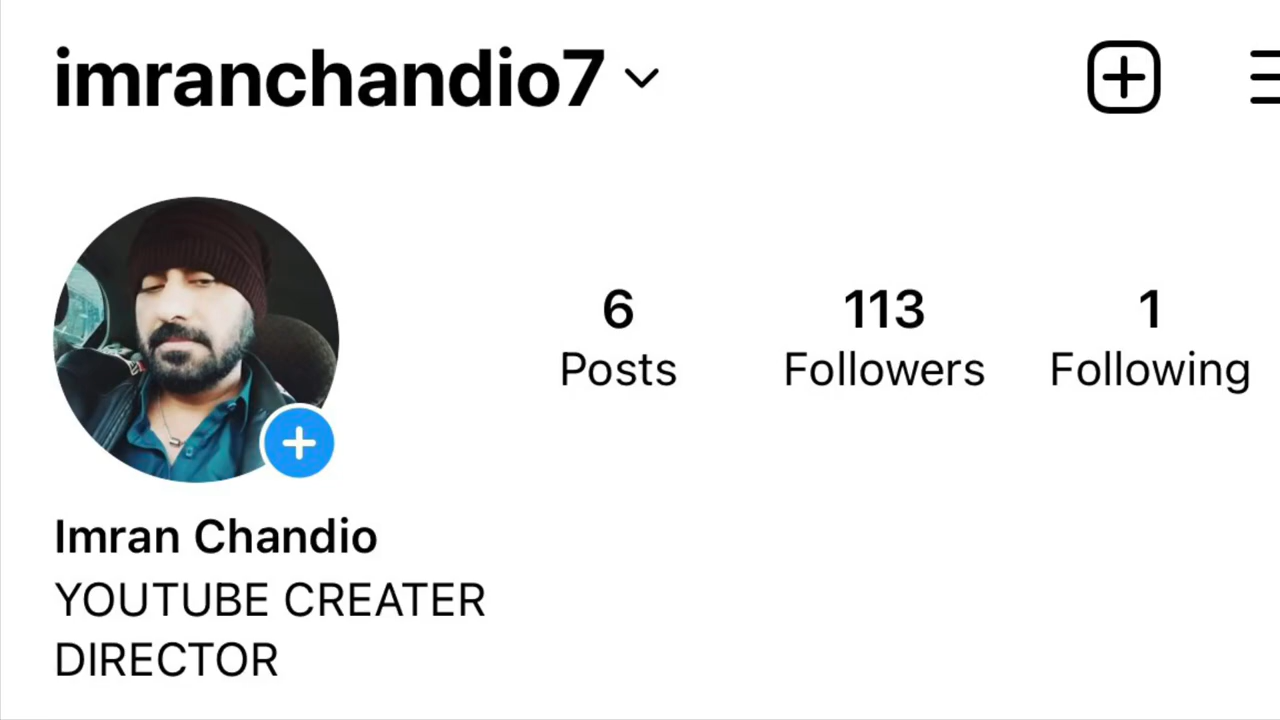 imranchandio7
6 113 1
Posts Followers Following
Imran Chandio
YOUTUBE CREATER
DIRECTOR